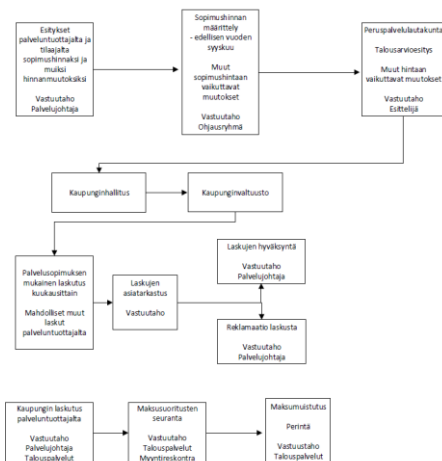 Esitykset
palveluntuottajalta ja
tilaajalta
sopimushinnaksi ja
muiksi
hinnanmuutoksiksi
Vastuutaho
Palvelujohtaja
Sopimushinnan
määrittely
- edellisen vuoden
syyskuu
Muut
sopimushintaan
vaikuttavat
muutokset
Vastuutaho
Ohjausryhmä
Peruspalvelulautakunta
Talousarvioesitys
Muut hintaan
vaikuttavat muutokset
Vastuutaho
Esittelijä
Kaupunginhallitus
Kaupunginvaltuusto
Palvelusopimuksen
mukainen laskutus
kuukausittain
Mahdolliset muut
laskut
palveluntuottajalta
Laskujen
asiatarkastus
Vastuutaho
Laskujen hyväksyntä
Vastuutaho
Palvelujohtaja
Reklamaatio laskusta
Vastuutaho
Palvelujohtaja
Kaupungin laskutus
palveluntuottajalta
Vastuutaho
Palvelujohtaja
Talouspalvelut
Maksusuoritusten
seuranta
Vastuutaho
Talouspalvelut
Myyntireskontra
Maksumuistutus
Perintä
Vastuustaho
Talouspalvelut